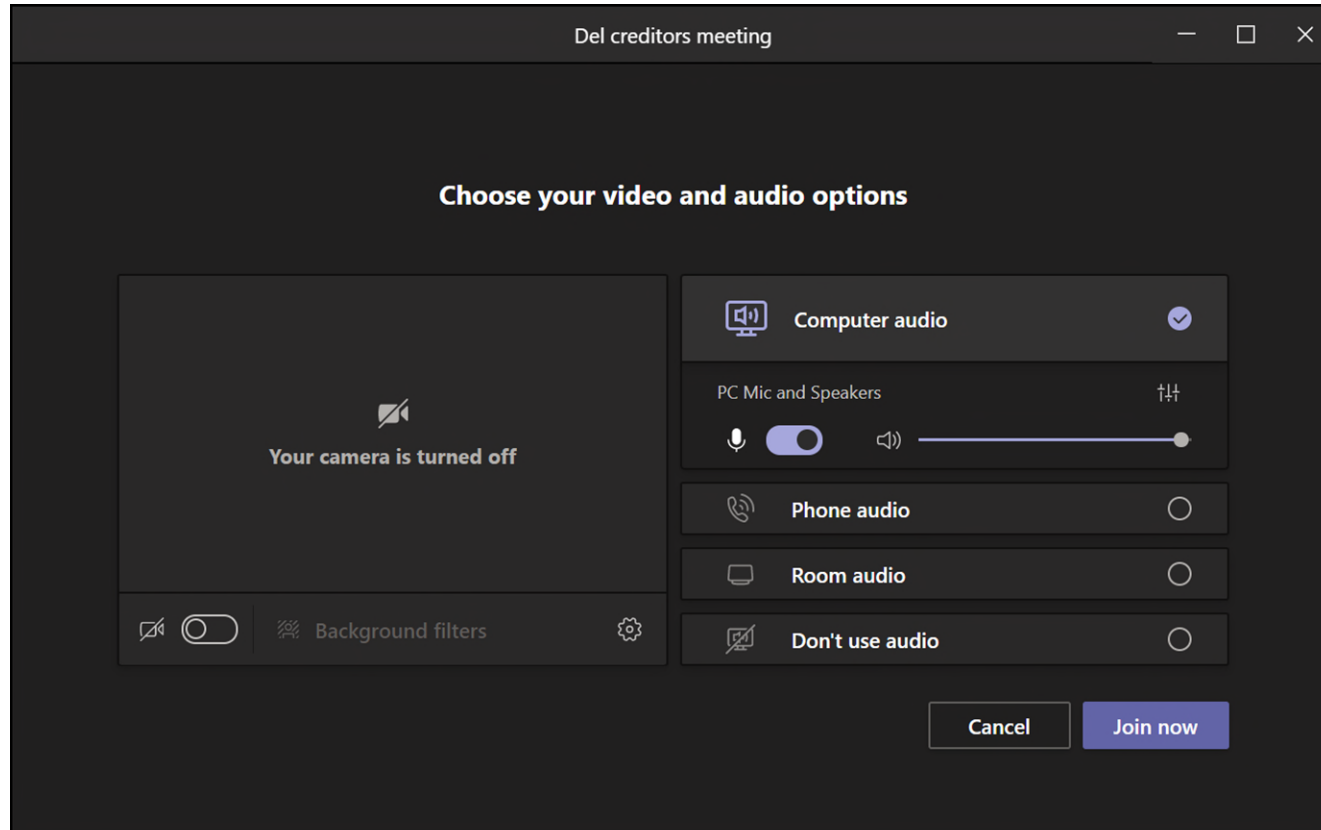 Del creditors meeting
Choose your video and audio options
Your camera is turned off
Background filters
Computer audio
PC Mic and Speakers
Phone audio
Room audio
Don't use audio
Cancel
Join now